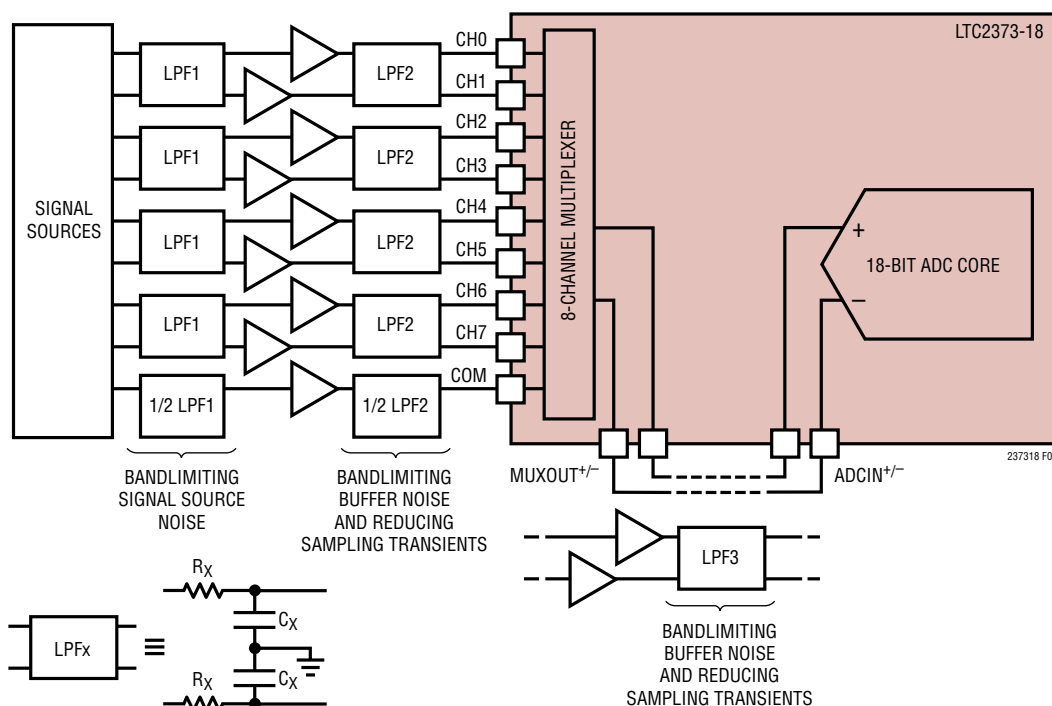 LTC2373-18
SIGNAL
SOURCES
LPF1
LPF1
LPF1
LPF1
1/2 LPF1
LPF2
LPF2
LPF2
LPF2
1/2 LPF2
CH0
CH1
CH2
CH3
CH4
CH5
CH6
CH7
COM
8-CHANNEL MULTIPLEXER
+
–
18-BIT ADC CORE
237318 F0
MUXOUT+/–
ADCIN+/–
BANDLIMITING
SIGNAL SOURCE
NOISE
BANDLIMITING
BUFFER NOISE
AND REDUCING
SAMPLING TRANSIENTS
LPF3
BANDLIMITING
BUFFER NOISE
AND REDUCING
SAMPLING TRANSIENTS
LPFx
≡
RX
CX
CX
RX